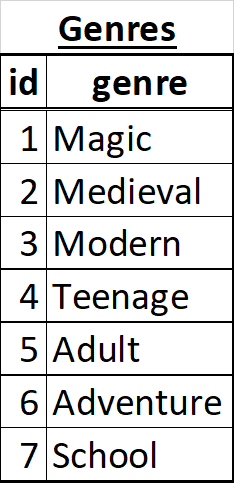 Genres
id genre
1 Magic
2 Medieval
3 Modern
4 Teenage
5 Adult
6 Adventure
7 School